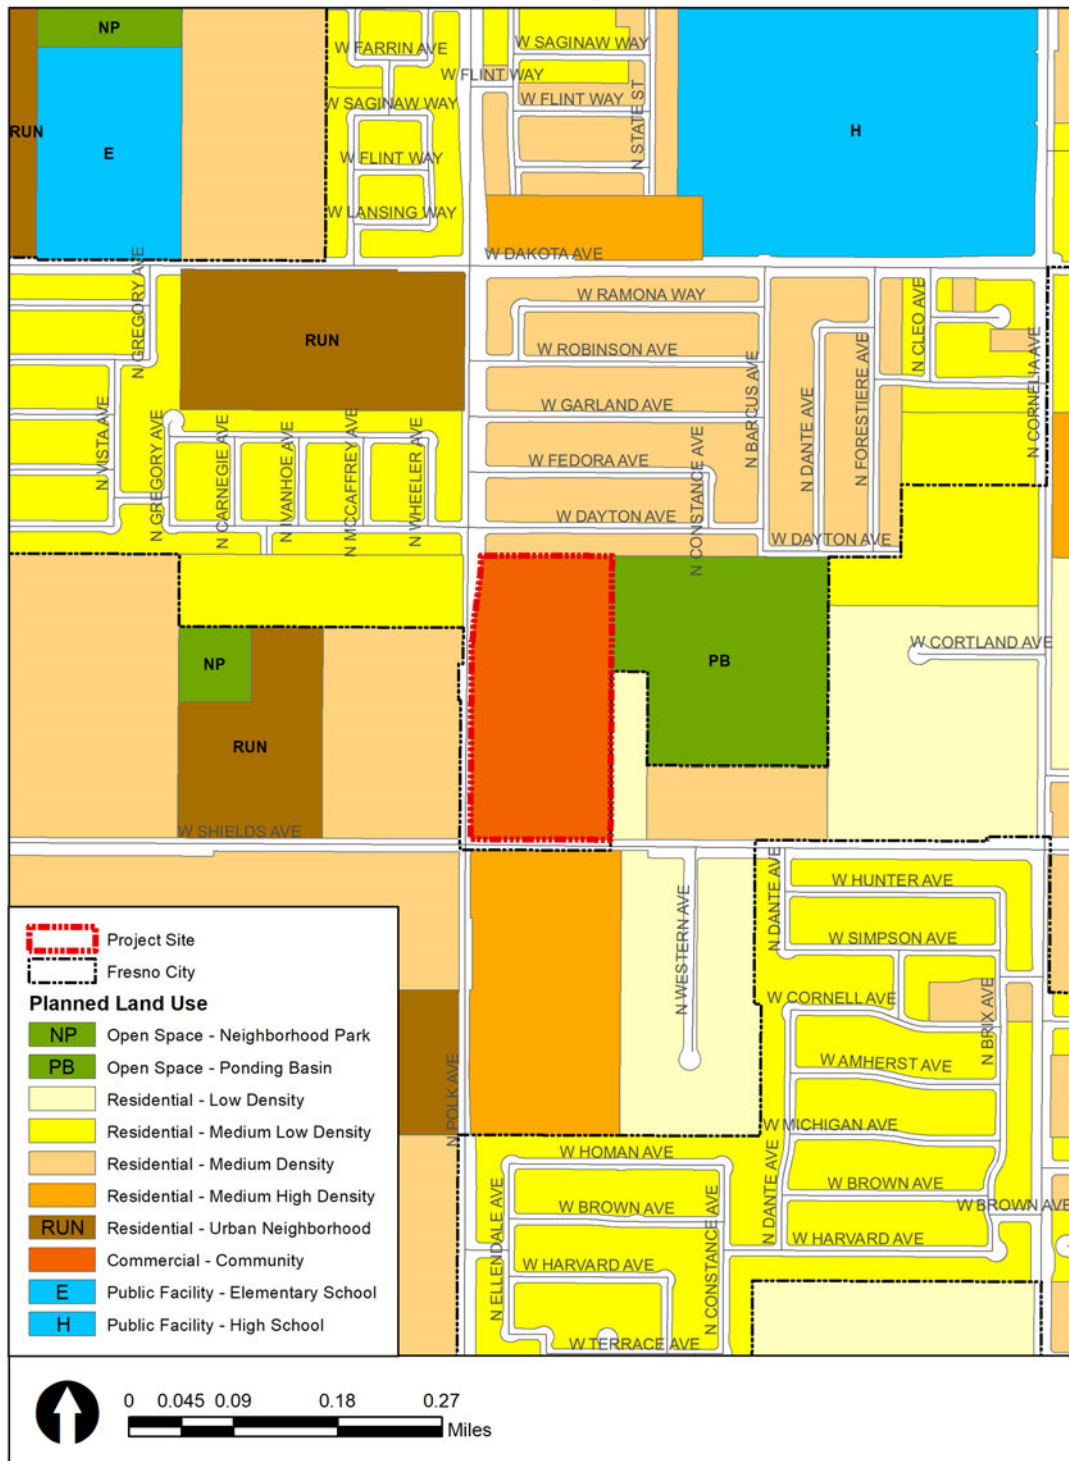 NP
W FARRIN AVE
W SAGINAW WAY
W FLINT WAY
W SAGINAW WAY
W FLINT WAY
N STATE ST
RUN
E
H
W FLINT WAY
W LANSING WAY
W DAKOTA AVE
N GREGORY AVE
W RAMONA WAY
N CLEO AVE
RUN
W ROBINSON AVE
N CORNELIA AVE
N BARCUS AVE
N DANTE AVE
N FORESTIERE AVE
W GARLAND AVE
N VISTA AVE
N GREGORY AVE
N CARNEGIE AVE
N IVANHOE AVE
N MCCAFFREY AVE
N WHEELER AVE
W FEDORA AVE
N CONSTANCE AVE
W DAYTON AVE
W DAYTON AVE
W CORTLAND AVE
NP
PB
RUN
W SHIELDS AVE
N DANTE AVE
W HUNTER AVE
N WESTERN AVE
W SIMPSON AVE
W CORNELL AVE
N BRIX AVE
W AMHERST AVE
N POLK AVE
W MICHIGAN AVE
W HOMAN AVE
N DANTE AVE
W BROWN AVE
W BROWN AVE
W BROWN AVE
N ELLENDALE AVE
N CONSTANCE AVE
W HARVARD AVE
W HARVARD AVE
W TERRACE AVE
Project Site
Fresno City
Planned Land Use
NP Open Space - Neighborhood Park
PB Open Space - Ponding Basin
Residential - Low Density
Residential - Medium Low Density
Residential - Medium Density
Residential - Medium High Density
RUN Residential - Urban Neighborhood
Commercial - Community
E Public Facility - Elementary School
H Public Facility - High School
0 0.045 0.09 0.18 0.27
Miles